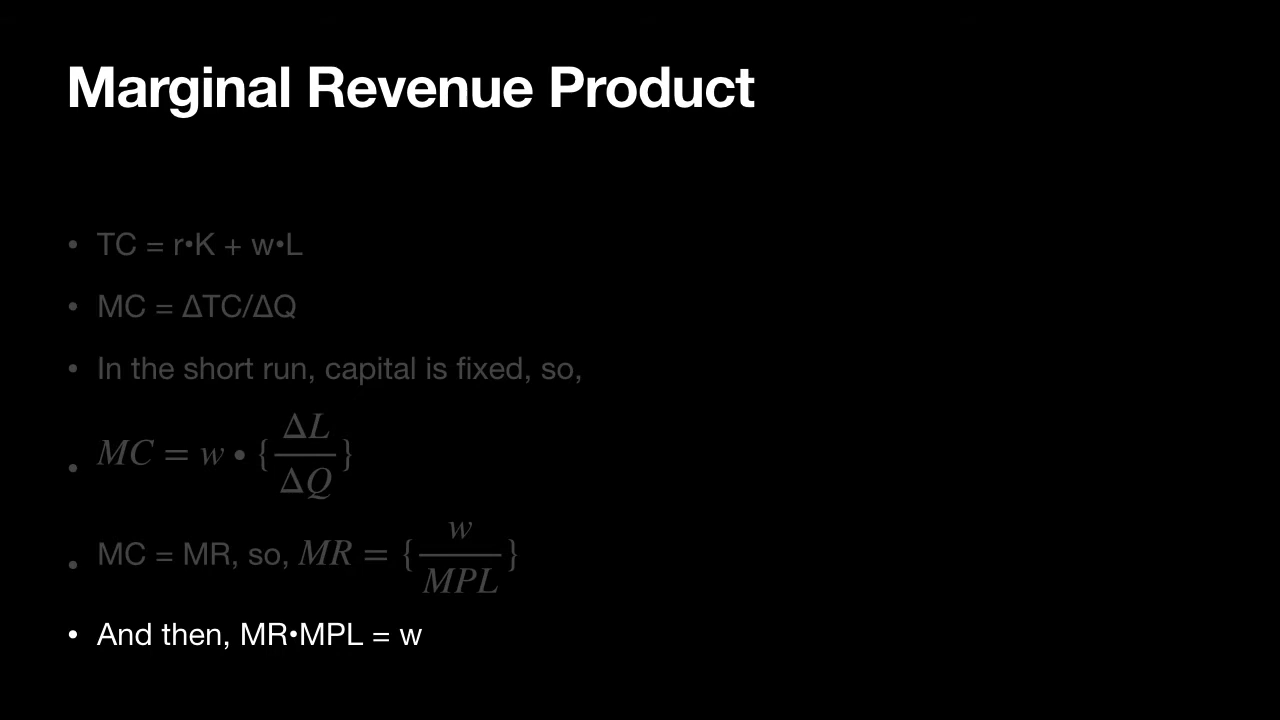 Marginal Revenue Product
• TC = r•K + w•L
• MC = ΔTC/ΔQ
• In the short run, capital is fixed, so,
• MC = w • {ΔL/ΔQ}
• MC = MR, so, MR = {w/MPL}
• And then, MR•MPL = w